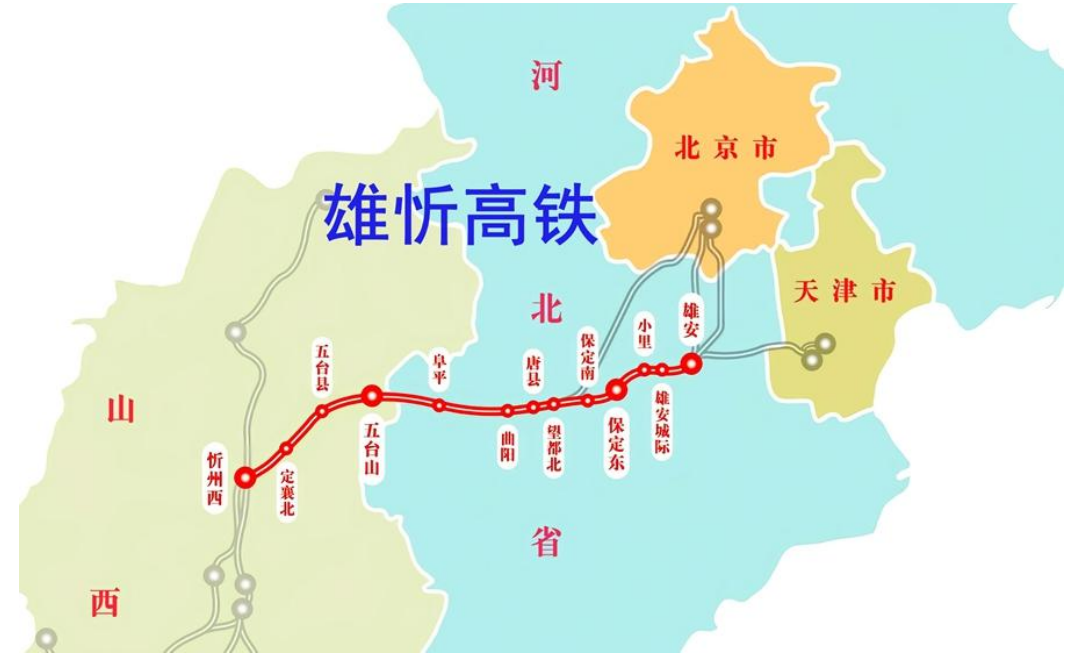 河北省
北京市
天津市
山西
雄忻高铁
忻州西
定襄北
五台县
五台山
阜平
曲阳
唐县
望都北
保定南
保定东
小里
雄安城际
雄安